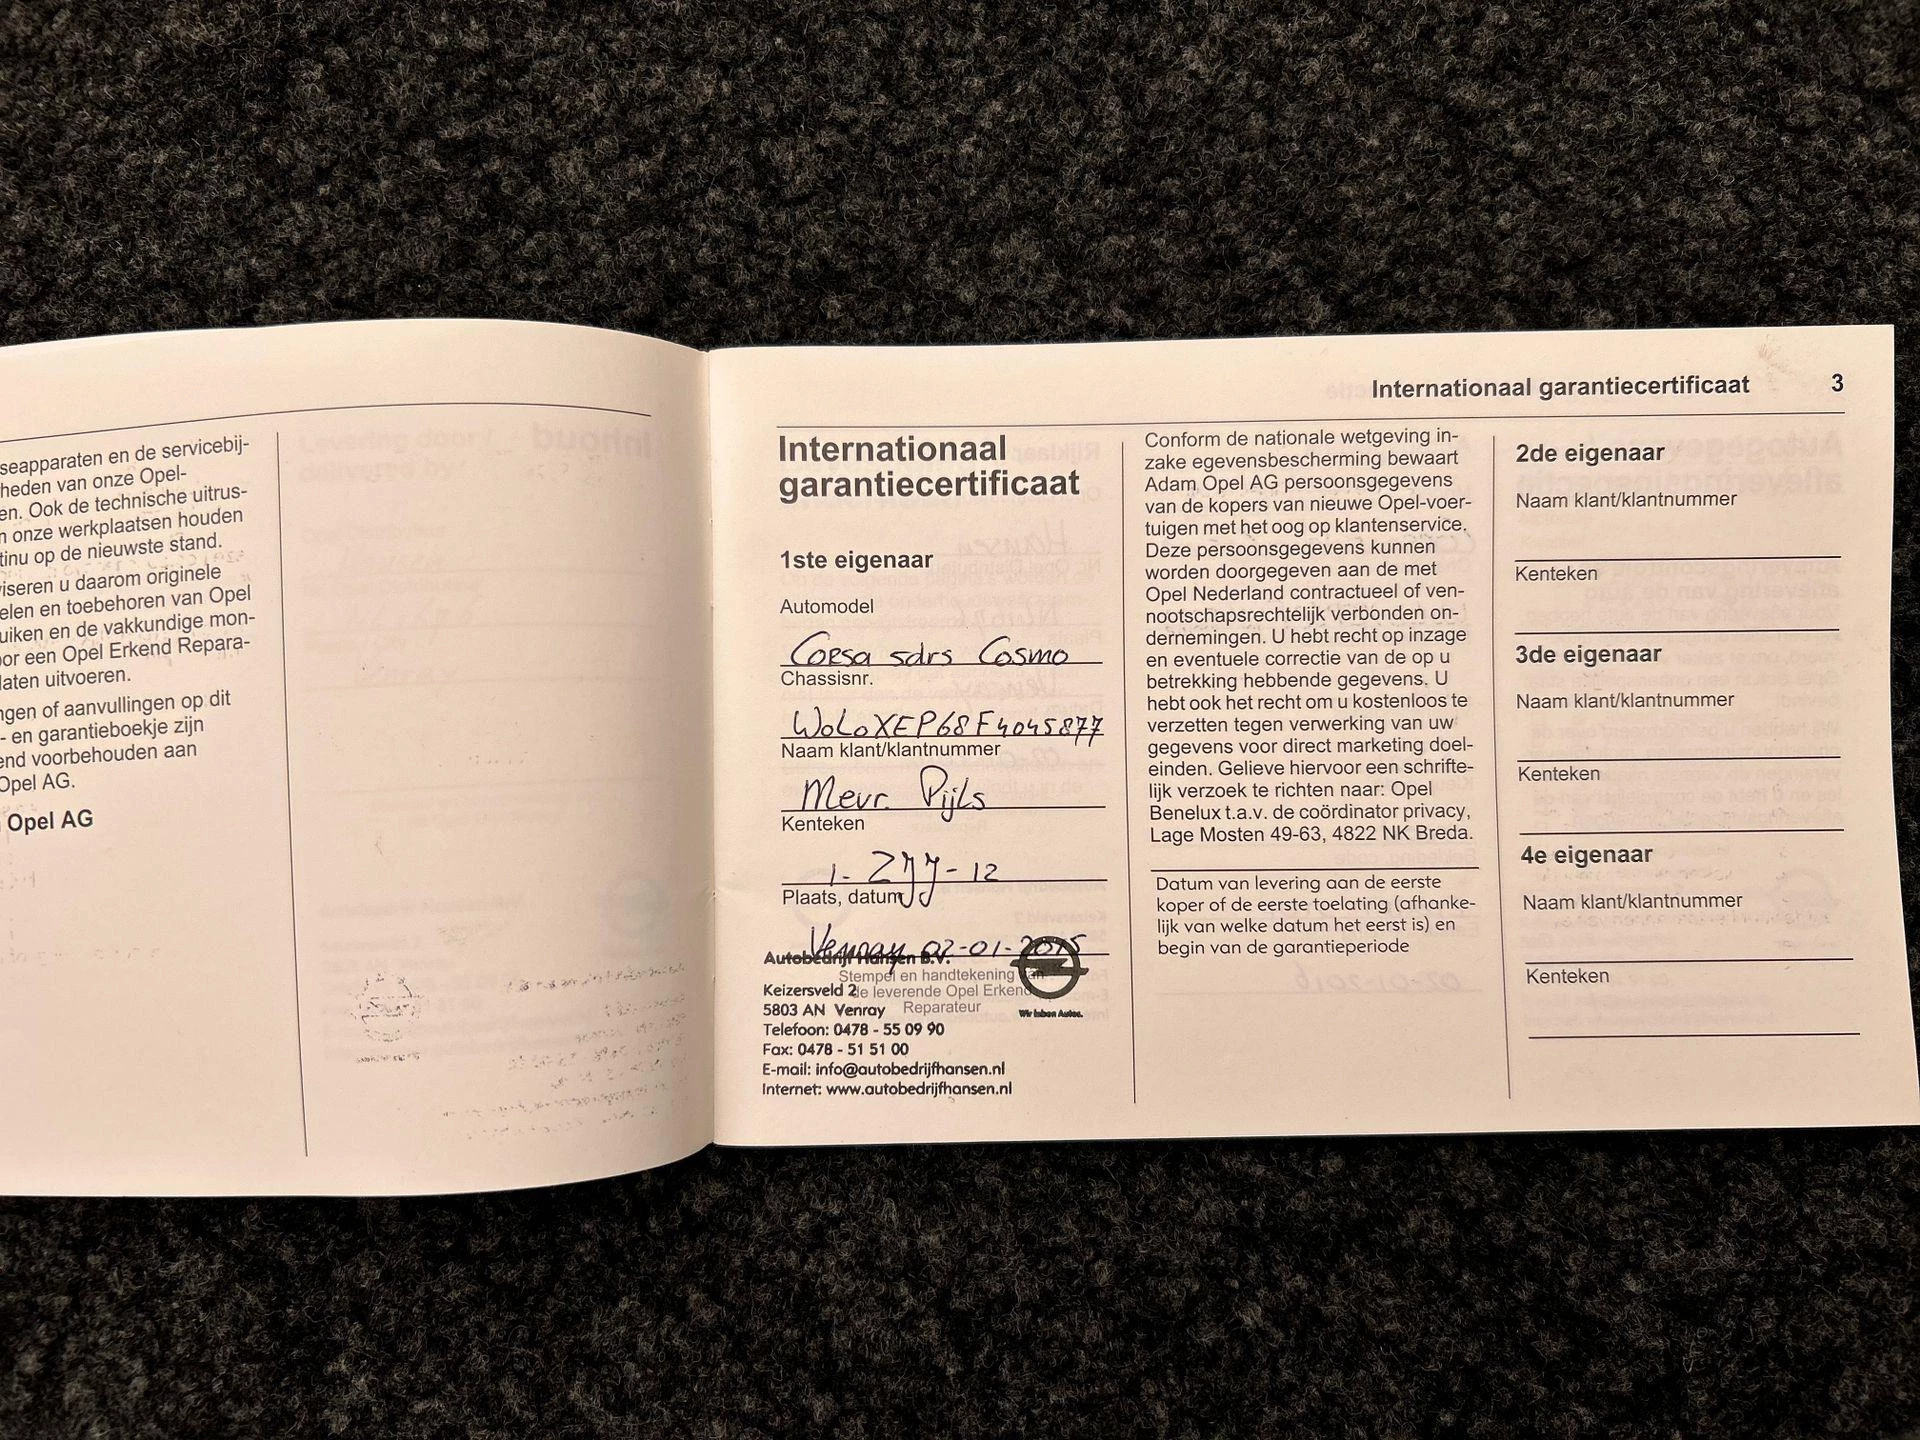 seapparaten en de servicebij-
heden van onze Opel-
en. Ook de technische uitrus-
n onze werkplaatsen houden
tinu op de nieuwste stand.
viseren u daarom originele
elen en toebehoren van Opel
uiken en de vakkundige mon-
or een Opel Erkend Repara-
laten uitvoeren.
ngen of aanvullingen op dit
- en garantieboekje zijn
end voorbehouden aan
Opel AG.
Opel AG
Internationaal garantiecertificaat 3
Internationaal
garantiecertificaat
1ste eigenaar
Automodel
Corsa 5drs Cosmo
Chassisnr.
WoLoXEP68F4045877
Naam klant/klantnummer
Mevr. Pijls
Kenteken
1-ZJJ-12
Plaats, datum
Venray 02-01-2015
Autobedrijf Hansen B.V.
Stempel en handtekening van
Keizersveld 2
de leverende Opel Erkend
5803 AN Venray
Reparateur
Wir leben Autos.
Telefoon: 0478 - 55 09 90
Fax: 0478 - 51 51 00
E-mail: info@autobedrijfhansen.nl
Internet: www.autobedrijfhansen.nl
Conform de nationale wetgeving in-
zake egevensbescherming bewaart
Adam Opel AG persoonsgegevens
van de kopers van nieuwe Opel-voer-
tuigen met het oog op klantenservice.
Deze persoonsgegevens kunnen
worden doorgegeven aan de met
Opel Nederland contractueel of ven-
nootschapsrechtelijk verbonden on-
dernemingen. U hebt recht op inzage
en eventuele correctie van de op u
betrekking hebbende gegevens. U
hebt ook het recht om u kostenloos te
verzetten tegen verwerking van uw
gegevens voor direct marketing doel-
einden. Gelieve hiervoor een schrifte-
lijk verzoek te richten naar: Opel
Benelux t.a.v. de coördinator privacy,
Lage Mosten 49-63, 4822 NK Breda.
Datum van levering aan de eerste
koper of de eerste toelating (afhanke-
lijk van welke datum het eerst is) en
begin van de garantieperiode
2de eigenaar
Naam klant/klantnummer
Kenteken
3de eigenaar
Naam klant/klantnummer
Kenteken
4e eigenaar
Naam klant/klantnummer
Kenteken